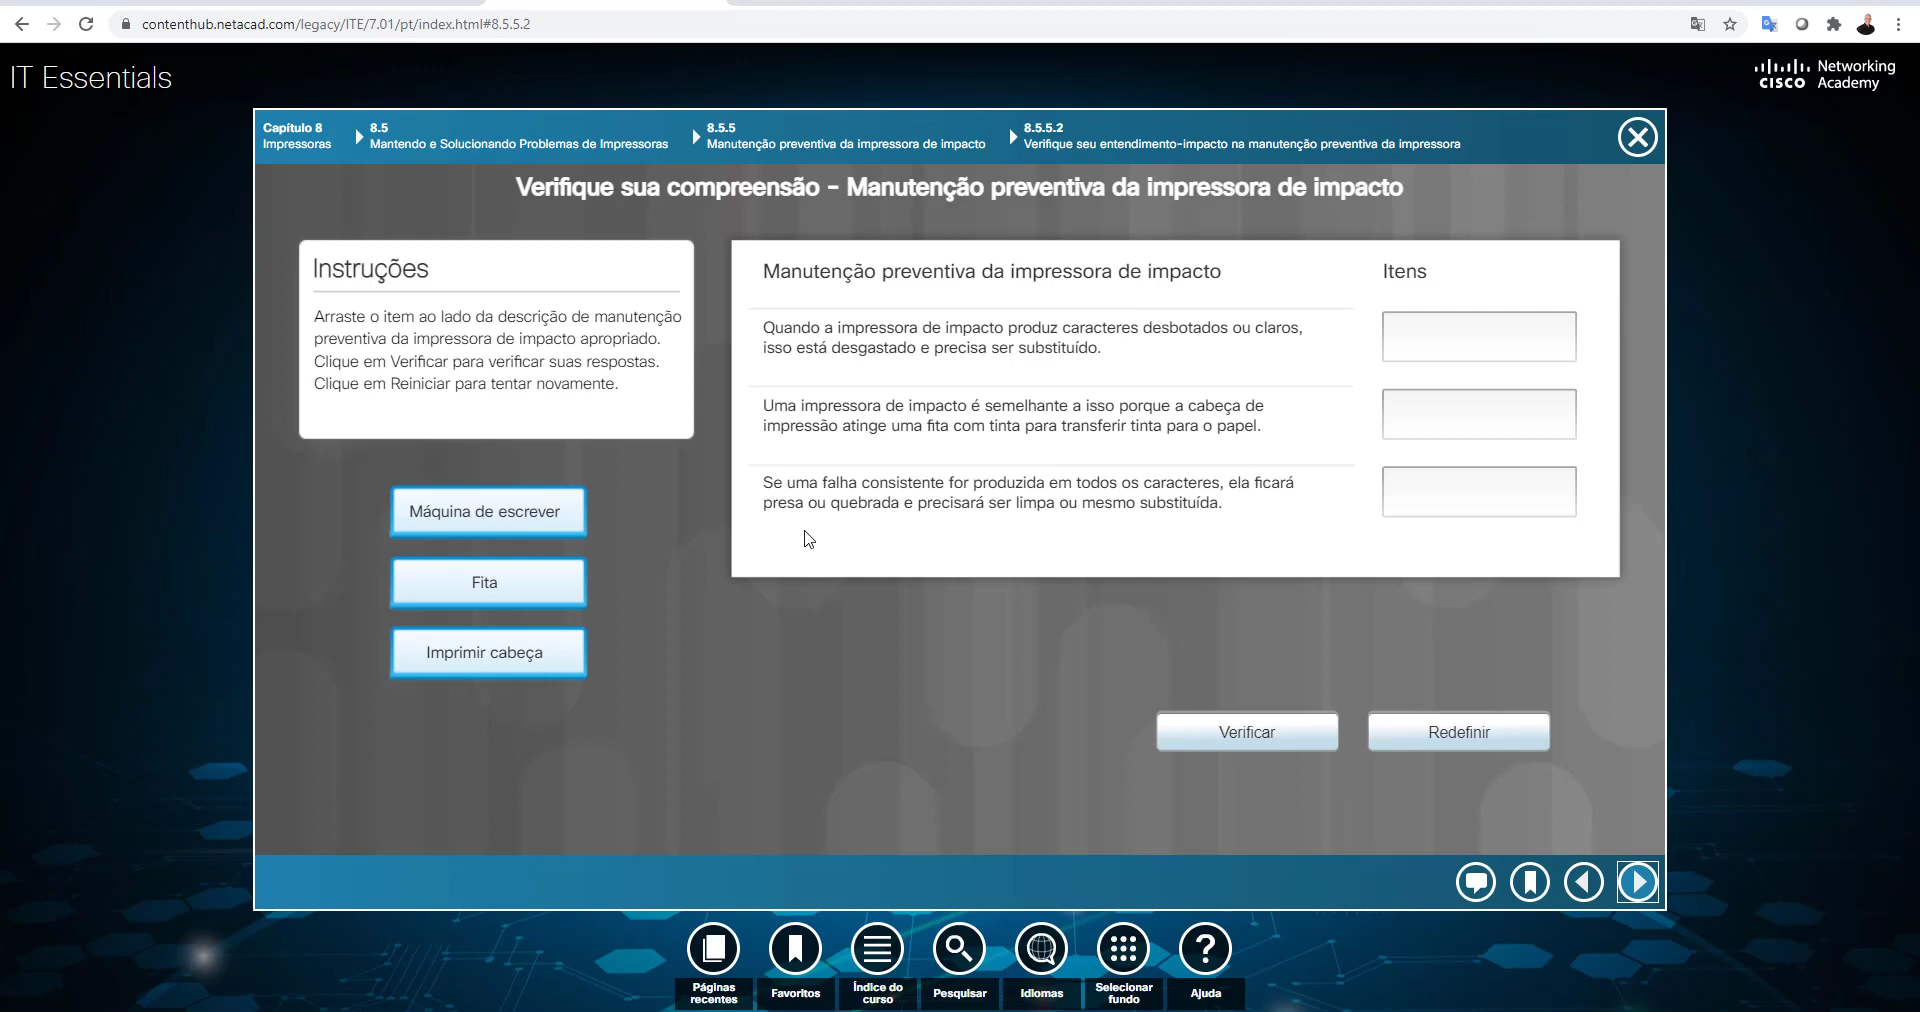 contenthub.netacad.com/legacy/ITE/7.01/pt/index.html#8.5.5.2
IT Essentials
CISCO
Networking
Academy
Capítulo 8
Impressoras
8.5
Mantendo e Solucionando Problemas de Impressoras
8.5.5
Manutenção preventiva da impressora de impacto
8.5.5.2
Verifique seu entendimento-impacto na manutenção preventiva da impressora
Verifique sua compreensão - Manutenção preventiva da impressora de impacto
Instruções
Arraste o item ao lado da descrição de manutenção
preventiva da impressora de impacto apropriado.
Clique em Verificar para verificar suas respostas.
Clique em Reiniciar para tentar novamente.
Máquina de escrever
Fita
Imprimir cabeça
Manutenção preventiva da impressora de impacto
Itens
Quando a impressora de impacto produz caracteres desbotados ou claros,
isso está desgastado e precisa ser substituído.
Uma impressora de impacto é semelhante a isso porque a cabeça de
impressão atinge uma fita com tinta para transferir tinta para o papel.
Se uma falha consistente for produzida em todos os caracteres, ela ficará
presa ou quebrada e precisará ser limpa ou mesmo substituída.
Verificar
Redefinir
Páginas
recentes
Favoritos
Índice do
curso
Pesquisar
Idiomas
Selecionar
fundo
?
Ajuda